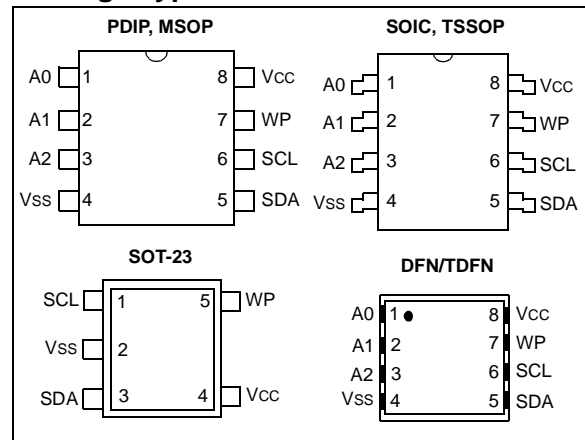 PDIP, MSOP
A0 1 8 VCC
A1 2 7 WP
A2 3 6 SCL
VSS 4 5 SDA
SOIC, TSSOP
A0 1 8 VCC
A1 2 7 WP
A2 3 6 SCL
VSS 4 5 SDA
SOT-23
SCL 1 5 WP
VSS 2
SDA 3 4 VCC
DFN/TDFN
A0 1 8 VCC
A1 2 7 WP
A2 3 6 SCL
VSS 4 5 SDA